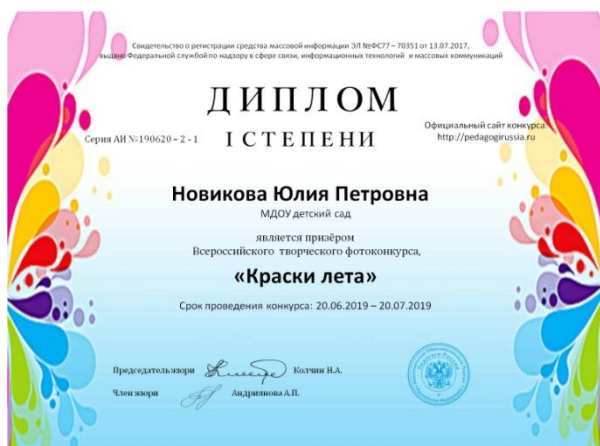 Свидетельство о регистрации средства массовой информации ЭЛ №ФС77 – 70351 от 13.07.2017,
выдано Федеральной службой по надзору в сфере связи, информационных технологий и массовых коммуникаций
ДИПЛОМ
I СТЕПЕНИ
Серия АИ №190620 – 2 - 1
Официальный сайт конкурса:
http://pedagogirussia.ru
Новикова Юлия Петровна
МДОУ детский сад
является призёром
Всероссийского творческого фотоконкурса,
«Краски лета»
Срок проведения конкурса: 20.06.2019 – 20.07.2019
Председатель жюри Колчин Н.А.
Член жюри Андриянова А.П.